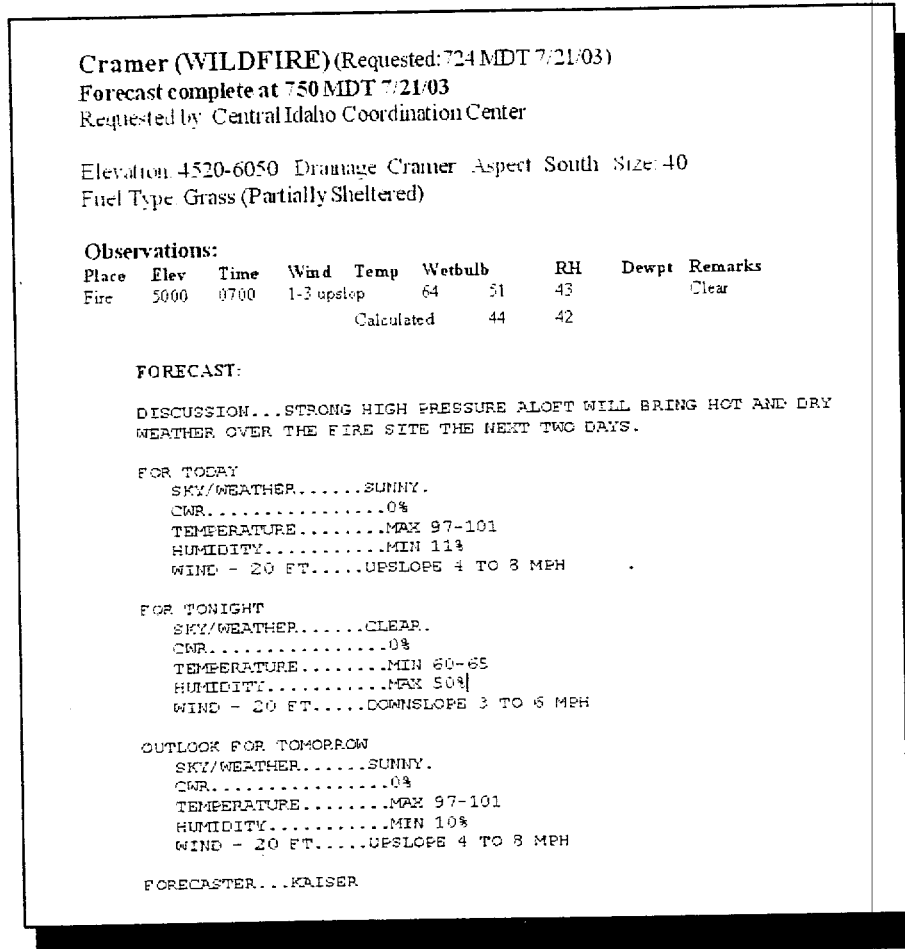 Cramer (WILDFIRE) (Requested: 724 MDT 7/21/03)
Forecast complete at 750 MDT 7/21/03
Requested by Central Idaho Coordination Center
Elevation: 4520-6050 Drainage Cramer Aspect South Size: 40
Fuel Type: Grass (Partially Sheltered)
Observations:
Place Elev Time Wind Temp Wetbulb RH Dewpt Remarks
Fire 5000 0700 1-3 upslop 64 51 43 Clear
Calculated 44 42
FORECAST:
DISCUSSION...STRONG HIGH PRESSURE ALOFT WILL BRING HOT AND DRY
WEATHER OVER THE FIRE SITE THE NEXT TWO DAYS.
FOR TODAY
SKY/WEATHER.......SUNNY.
CWR................0%
TEMPERATURE........MAX 97-101
HUMIDITY...........MIN 11%
WIND - 20 FT.....UPSLOPE 4 TO 8 MPH
FOR TONIGHT
SKY/WEATHER.......CLEAR.
CWR................0%
TEMPERATURE........MIN 60-65
HUMIDITY...........MAX 50%
WIND - 20 FT.....DOWNSLOPE 3 TO 6 MPH
OUTLOOK FOR TOMORROW
SKY/WEATHER......SUNNY.
CWR................0%
TEMPERATURE........MAX 97-101
HUMIDITY...........MIN 10%
WIND - 20 FT.....UPSLOPE 4 TO 8 MPH
FORECASTER...KAISER